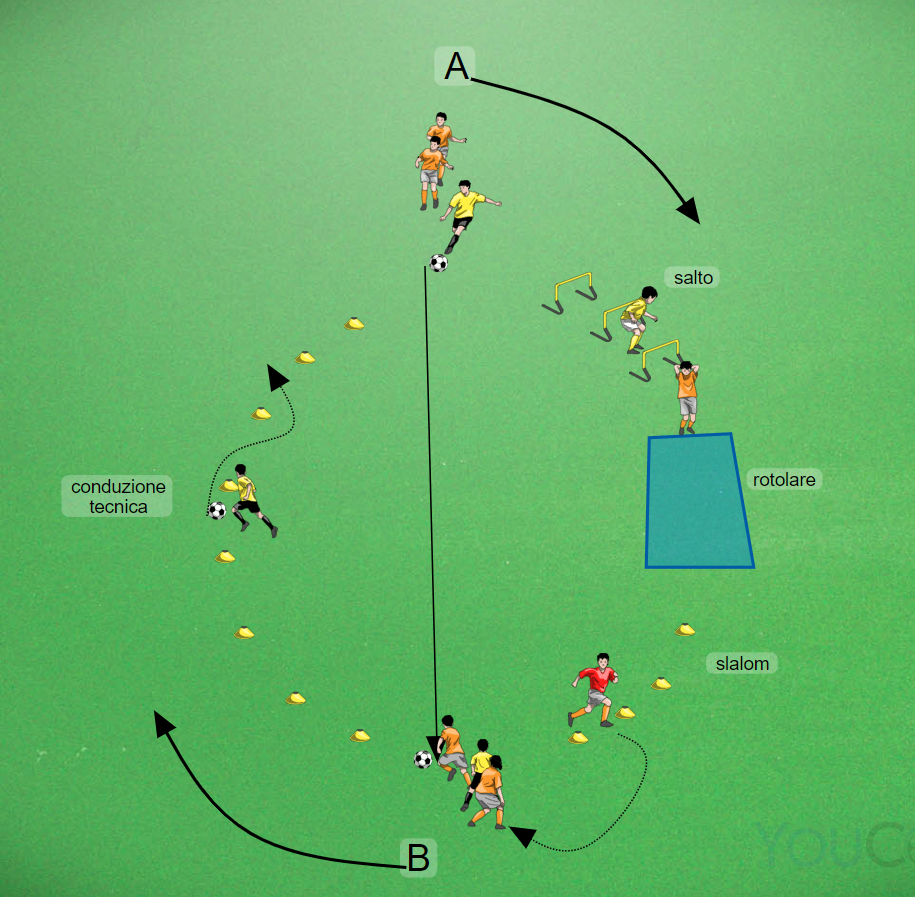 A
salto
conduzione
tecnica
rotolare
slalom
B